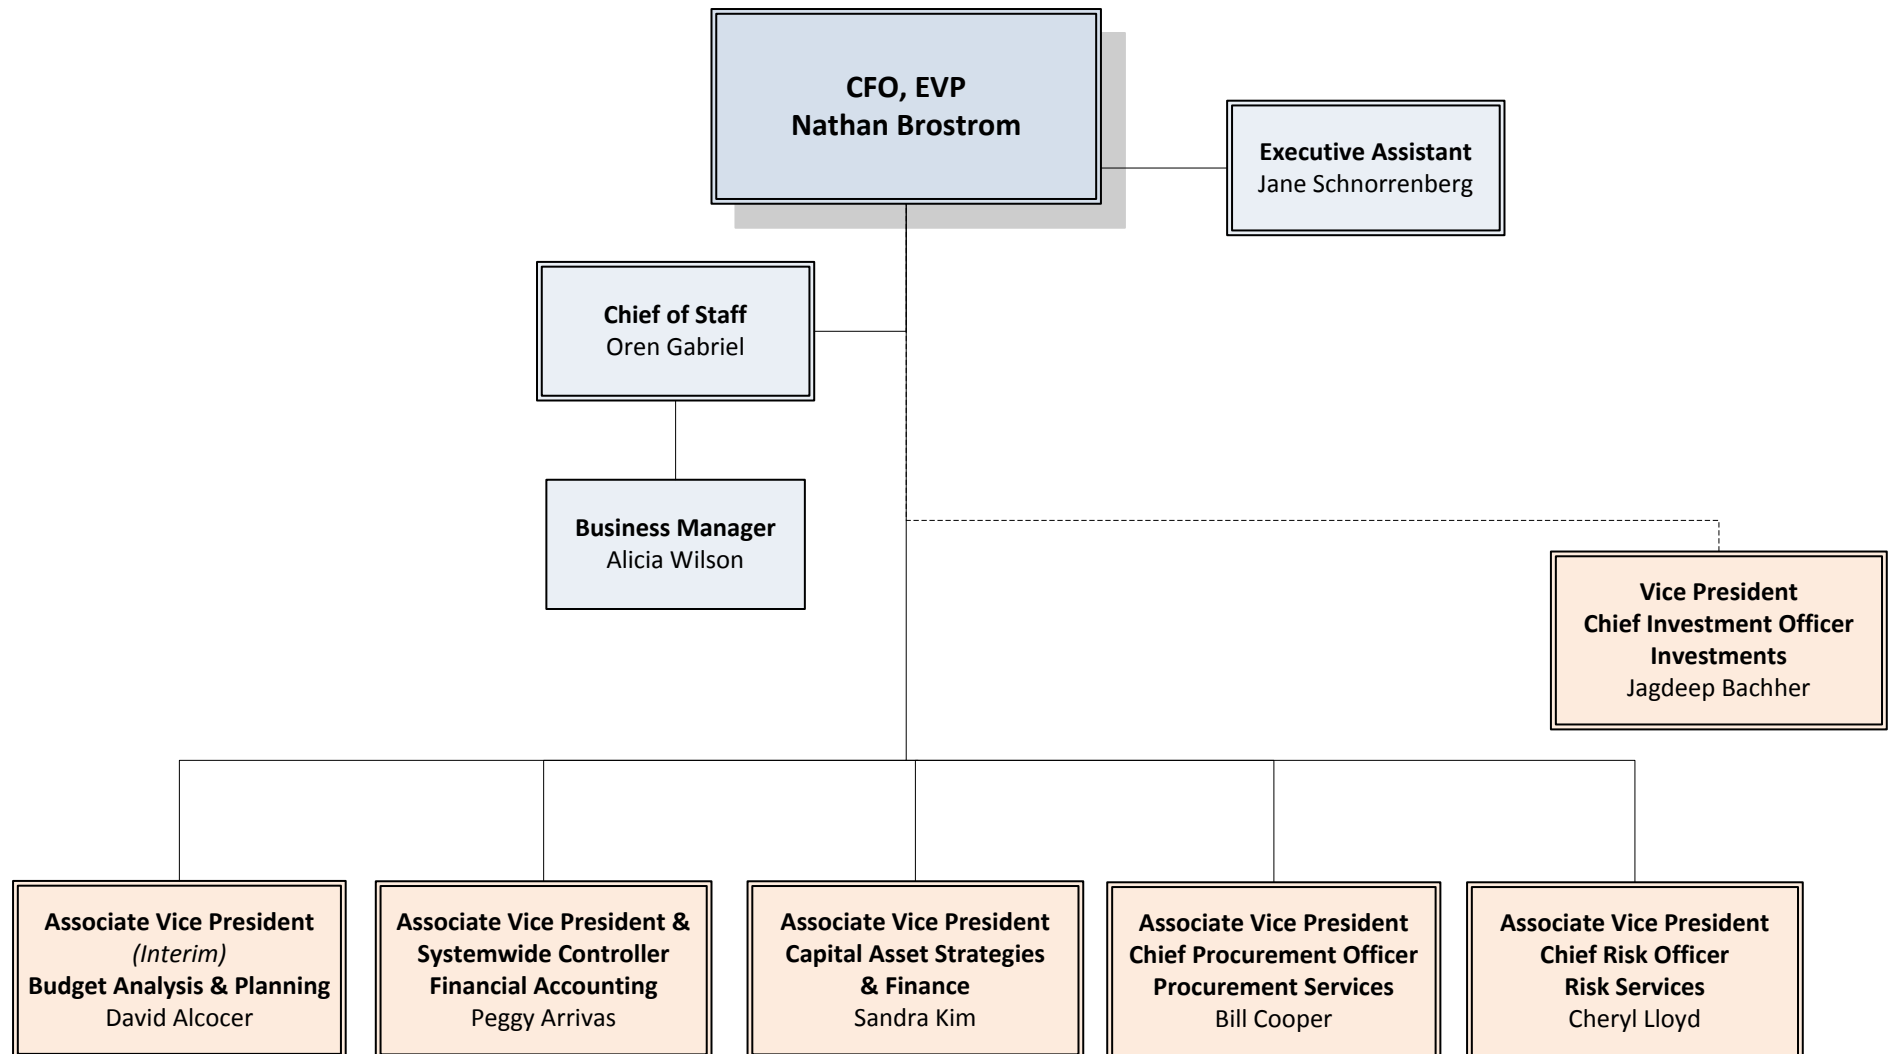 CFO, EVP
Nathan Brostrom
Executive Assistant
Jane Schnorrenberg
Chief of Staff
Oren Gabriel
Business Manager
Alicia Wilson
Vice President
Chief Investment Officer
Investments
Jagdeep Bachher
Associate Vice President
(Interim)
Budget Analysis & Planning
David Alcocer
Associate Vice President &
Systemwide Controller
Financial Accounting
Peggy Arrivas
Associate Vice President
Capital Asset Strategies
& Finance
Sandra Kim
Associate Vice President
Chief Procurement Officer
Procurement Services
Bill Cooper
Associate Vice President
Chief Risk Officer
Risk Services
Cheryl Lloyd